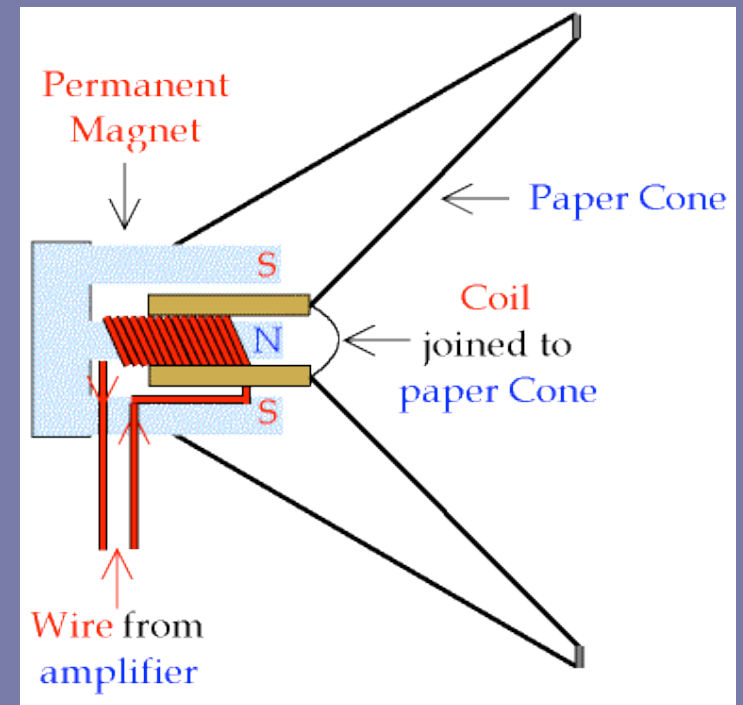 Permanent
Magnet
Paper Cone
S
Coil
joined to
paper Cone
N
S
Wire from
amplifier